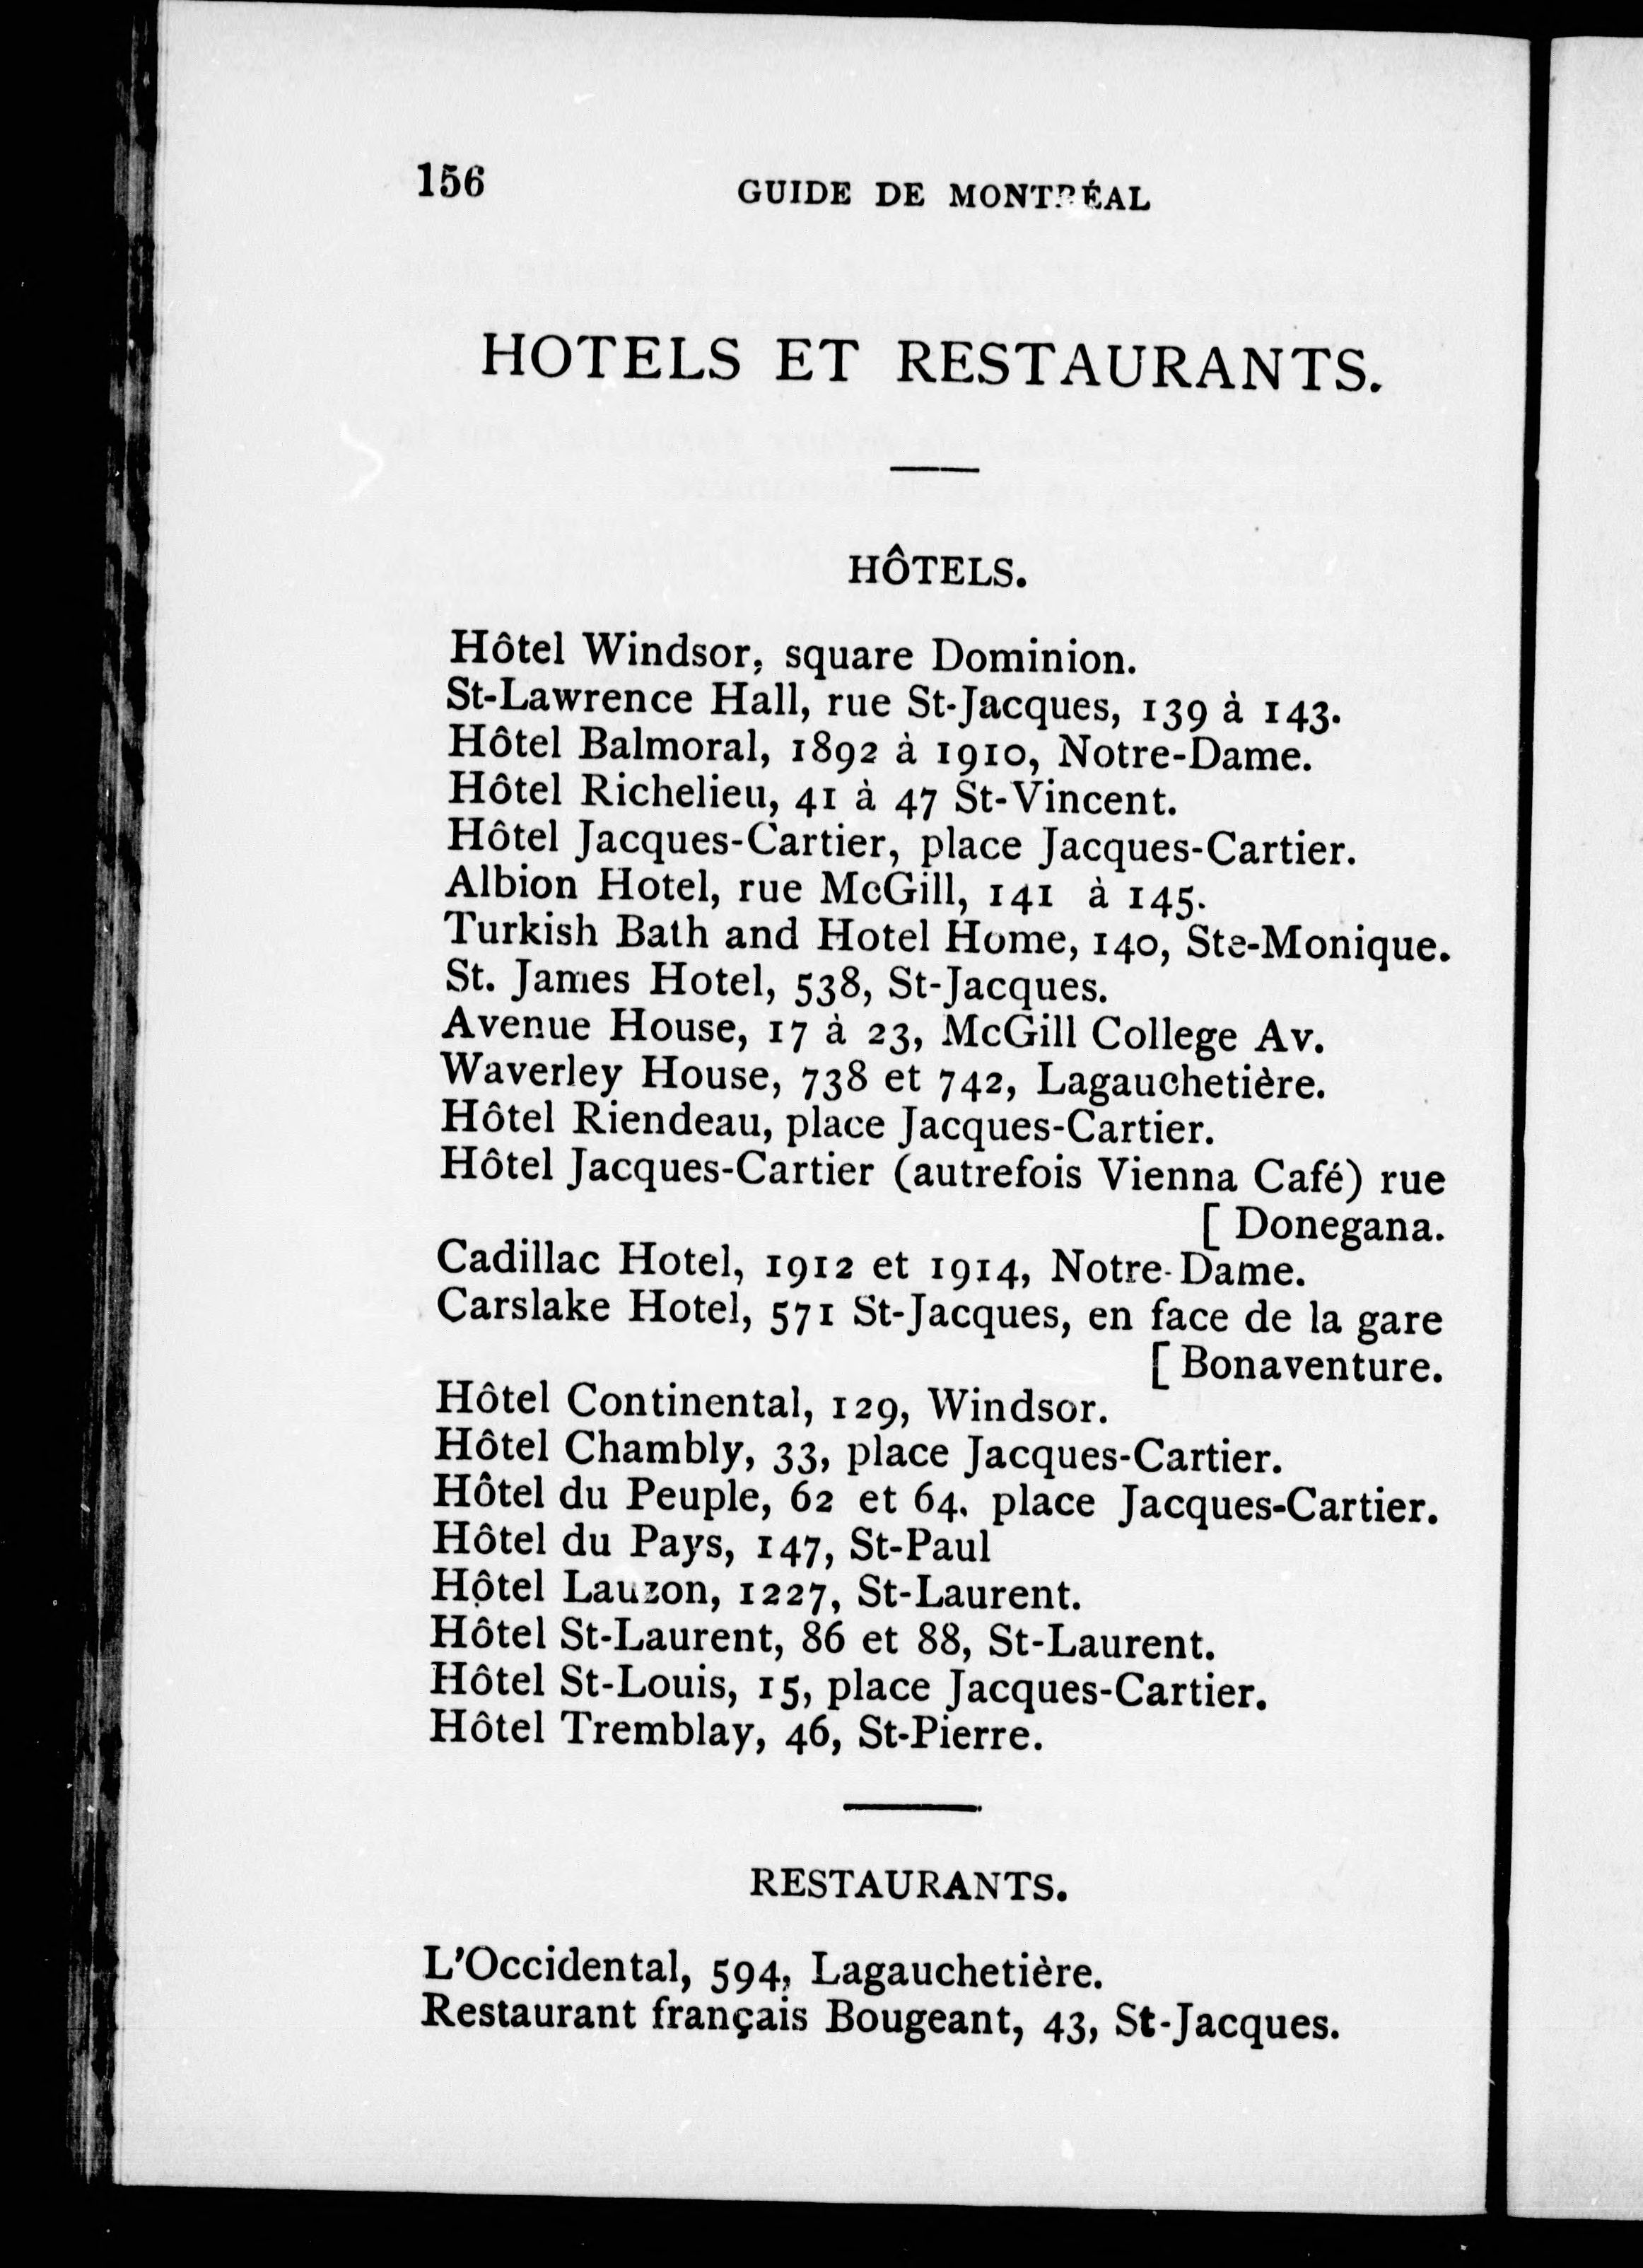 156
GUIDE DE MONTRÉAL
HOTELS ET RESTAURANTS.
HÔTELS.
Hôtel Windsor, square Dominion.
St-Lawrence Hall, rue St-Jacques, 139 à 143.
Hôtel Balmoral, 1892 à 1910, Notre-Dame.
Hôtel Richelieu, 41 à 47 St-Vincent.
Hôtel Jacques-Cartier, place Jacques-Cartier.
Albion Hotel, rue McGill, 141 à 145.
Turkish Bath and Hotel Home, 140, Ste-Monique.
St. James Hotel, 538, St-Jacques.
Avenue House, 17 à 23, McGill College Av.
Waverley House, 738 et 742, Lagauchetière.
Hôtel Riendeau, place Jacques-Cartier.
Hôtel Jacques-Cartier (autrefois Vienna Café) rue
[ Donegana.
Cadillac Hotel, 1912 et 1914, Notre-Dame.
Carslake Hotel, 571 St-Jacques, en face de la gare
[ Bonaventure.
Hôtel Continental, 129, Windsor.
Hôtel Chambly, 33, place Jacques-Cartier.
Hôtel du Peuple, 62 et 64, place Jacques-Cartier.
Hôtel du Pays, 147, St-Paul
Hôtel Lauzon, 1227, St-Laurent.
Hôtel St-Laurent, 86 et 88, St-Laurent.
Hôtel St-Louis, 15, place Jacques-Cartier.
Hôtel Tremblay, 46, St-Pierre.
RESTAURANTS.
L'Occidental, 594, Lagauchetière.
Restaurant français Bougeant, 43, St-Jacques.